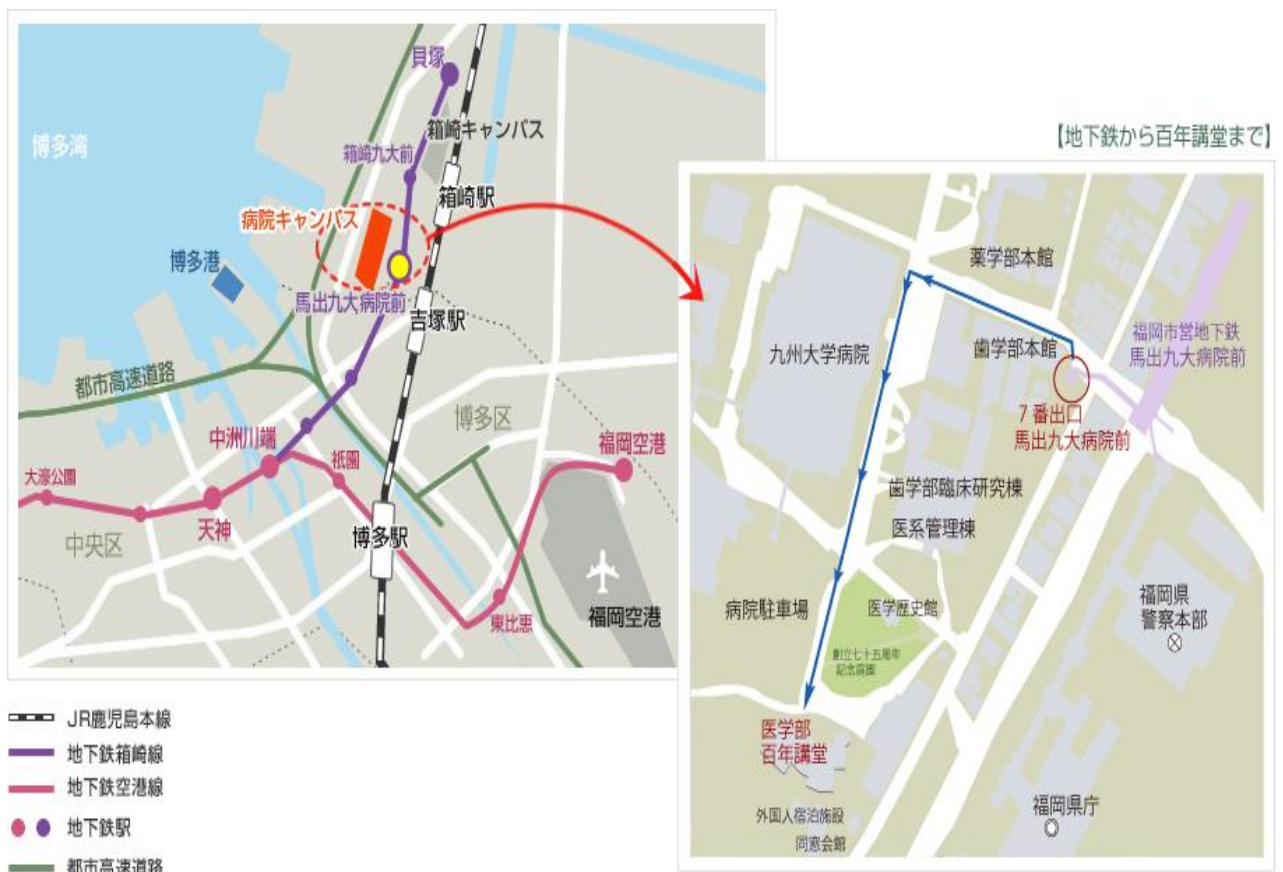 貝塚
箱崎キャンパス
箱崎九大前
博多湾
箱崎駅
病院キャンパス
博多港
馬出九大病院前
吉塚駅
都市高速道路
博多区
中洲川端
祇園
福岡空港
大濠公園
天神
中央区
博多駅
東比恵
福岡空港
JR鹿児島本線
地下鉄箱崎線
地下鉄空港線
地下鉄駅
都市高速道路
【地下鉄から百年講堂まで】
薬学部本館
福岡市営地下鉄
馬出九大病院前
九州大学病院
歯学部本館
7番出口
馬出九大病院前
歯学部臨床研究棟
医系管理棟
病院駐車場
医学歴史館
福岡県
警察本部
創立七十五周年
記念庭園
医学部
百年講堂
外国人宿泊施設
同窓会館
福岡県庁